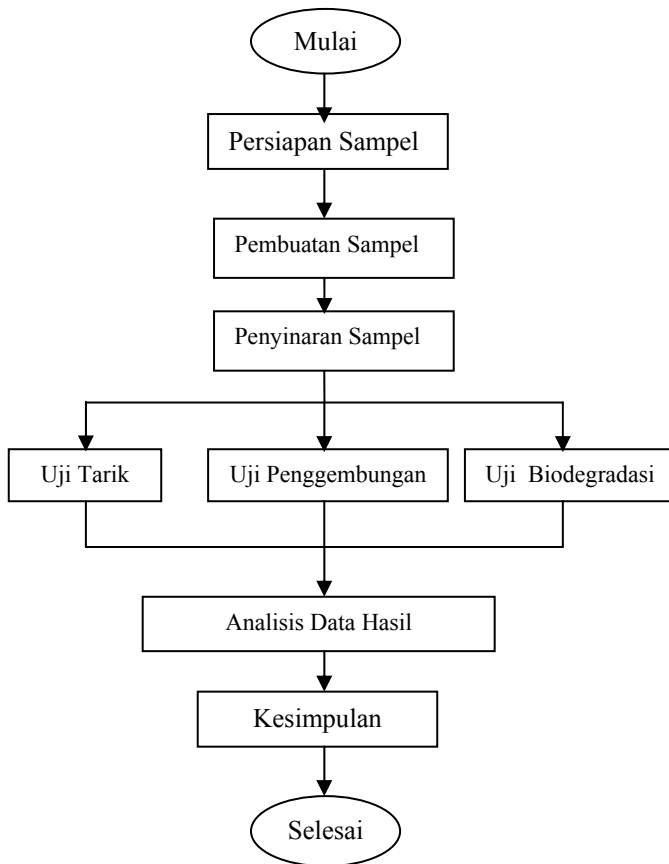 Mulai
Persiapan Sampel
Pembuatan Sampel
Penyinaran Sampel
Uji Tarik
Uji Penggembungan
Uji Biodegradasi
Analisis Data Hasil
Kesimpulan
Selesai